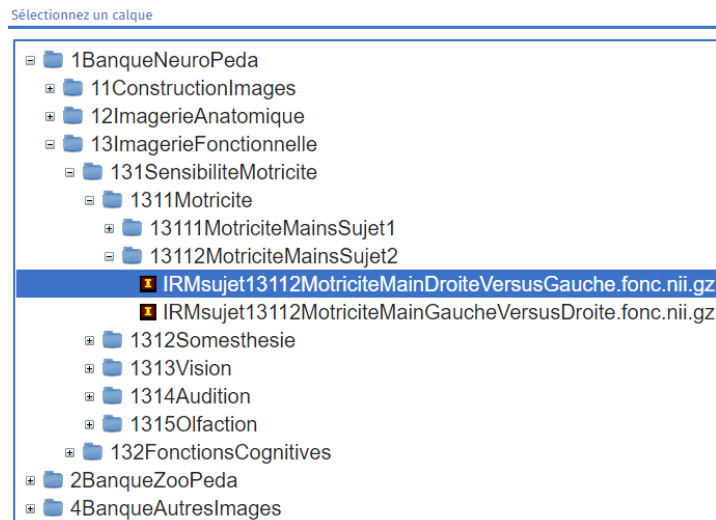 Sélectionnez un calque
1BanqueNeuroPeda
11ConstructionImages
12ImagerieAnatomique
13ImagerieFonctionnelle
131SensibiliteMotricite
1311Motricite
13111MotriciteMainsSujet1
13112MotriciteMainsSujet2
IRMsujet13112MotriciteMainDroiteVersusGauche.fonc.nii.gz
IRMsujet13112MotriciteMainGaucheVersusDroite.fonc.nii.gz
1312Somesthesie
1313Vision
1314Audition
1315Olfaction
132FonctionsCognitives
2BanqueZooPeda
4BanqueAutresImages